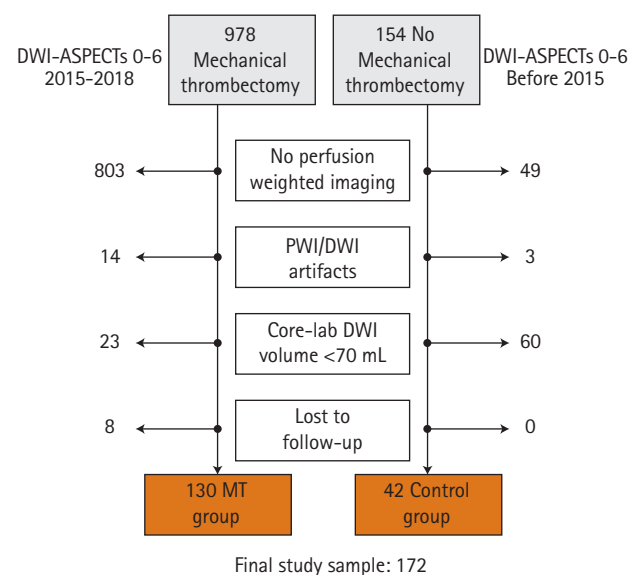 DWI-ASPECTs 0-6
2015-2018
978
Mechanical
thrombectomy
154 No
Mechanical
thrombectomy
DWI-ASPECTs 0-6
Before 2015
803
No perfusion
weighted imaging
49
14
PWI/DWI
artifacts
3
23
Core-lab DWI
volume <70 mL
60
8
Lost to
follow-up
0
130 MT
group
42 Control
group
Final study sample: 172